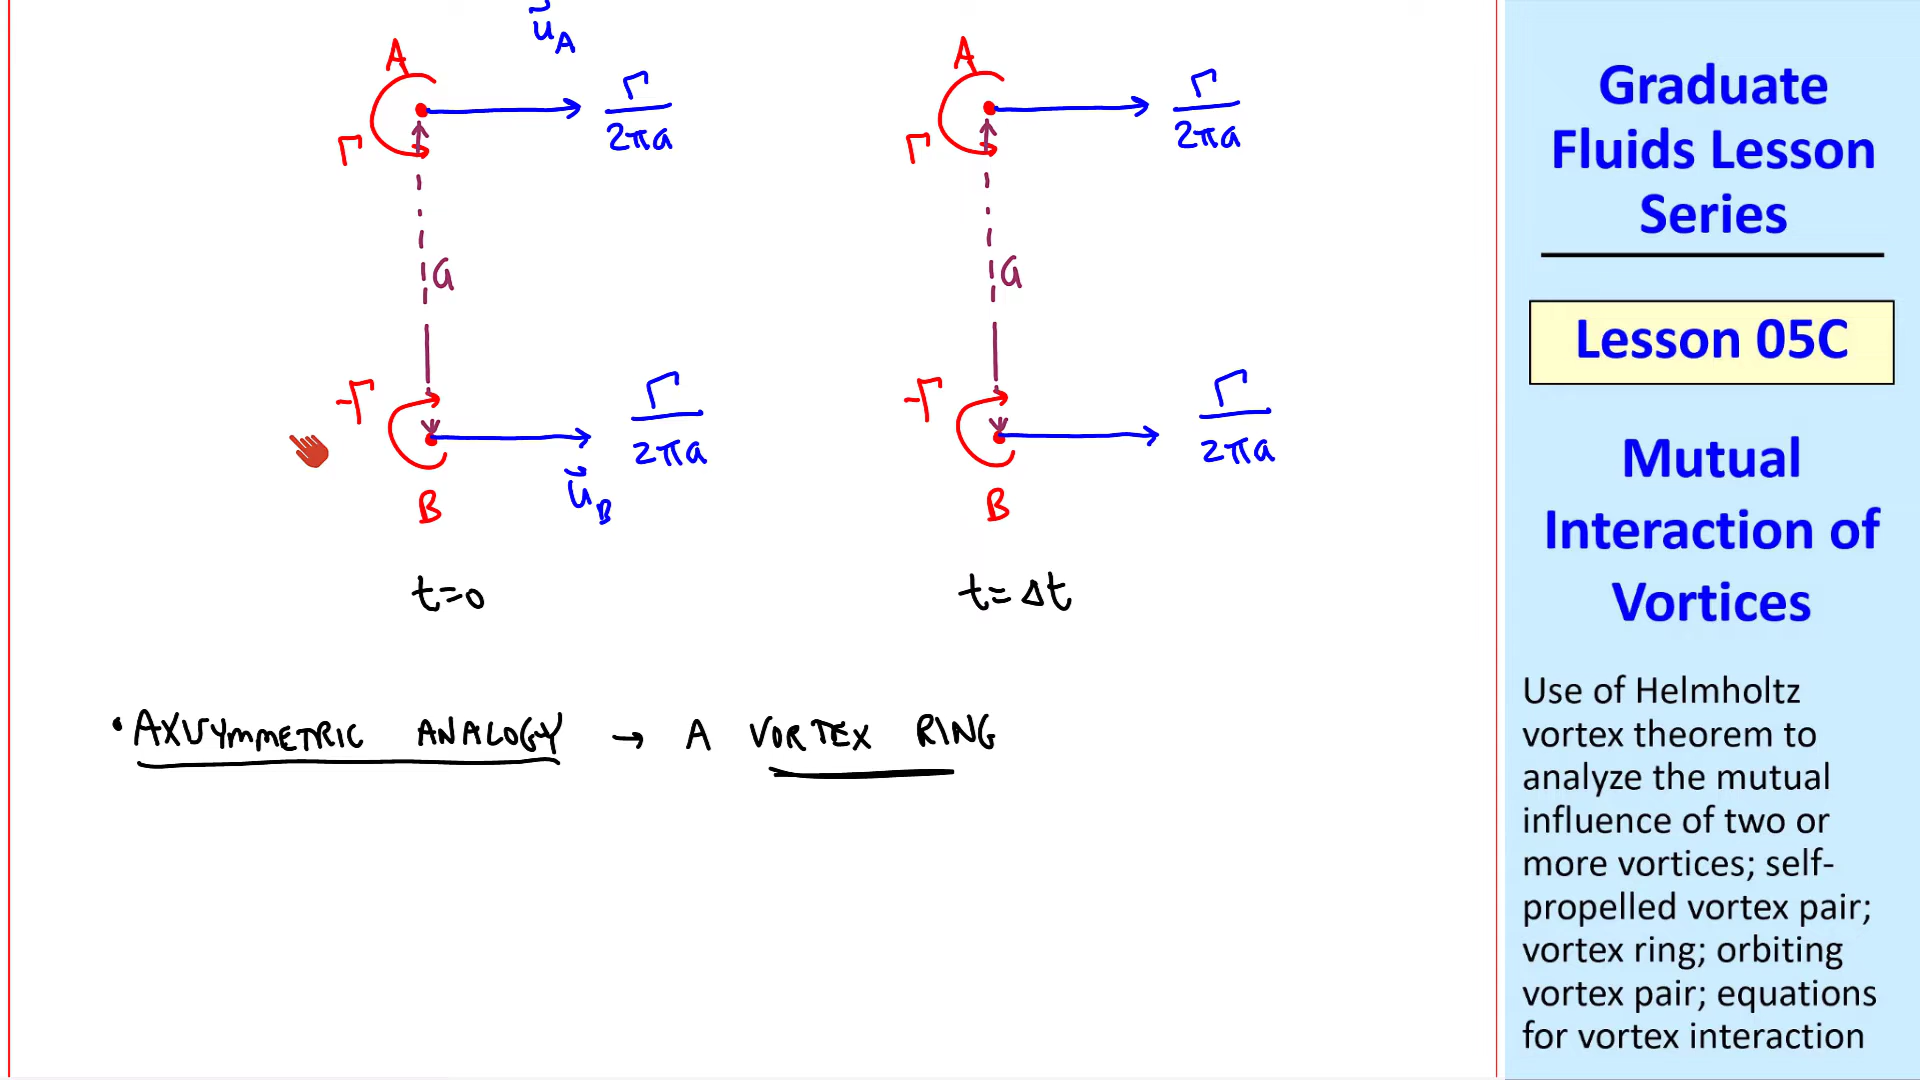 u⃗_A
A
Γ
Γ/2πa
a
-Γ
Γ/2πa
u⃗_B
B
t=0
A
Γ
Γ/2πa
a
-Γ
Γ/2πa
B
t=Δt
• AXISYMMETRIC ANALOGY → A VORTEX RING
Graduate
Fluids Lesson
Series
Lesson 05C
Mutual
Interaction of
Vortices
Use of Helmholtz
vortex theorem to
analyze the mutual
influence of two or
more vortices; self-
propelled vortex pair;
vortex ring; orbiting
vortex pair; equations
for vortex interaction